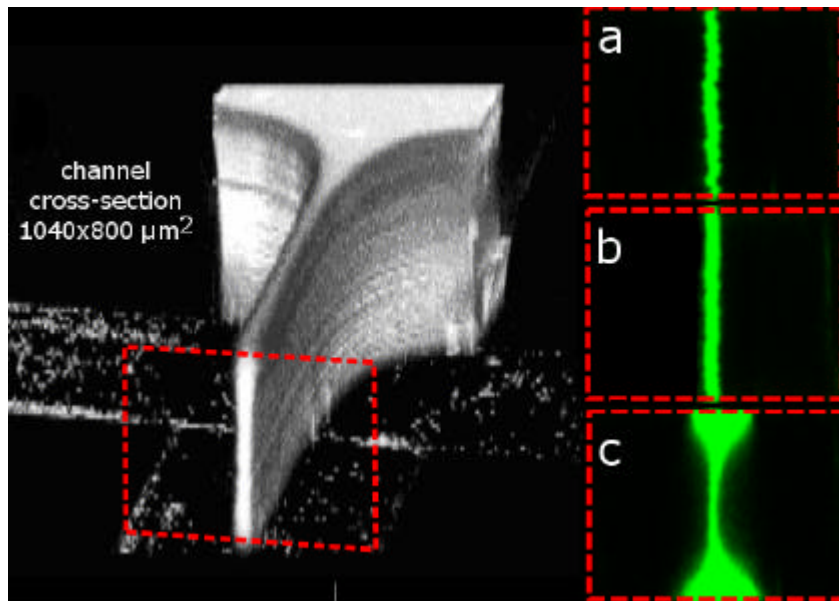 channel
cross-section
1040x800 µm²
a
b
c